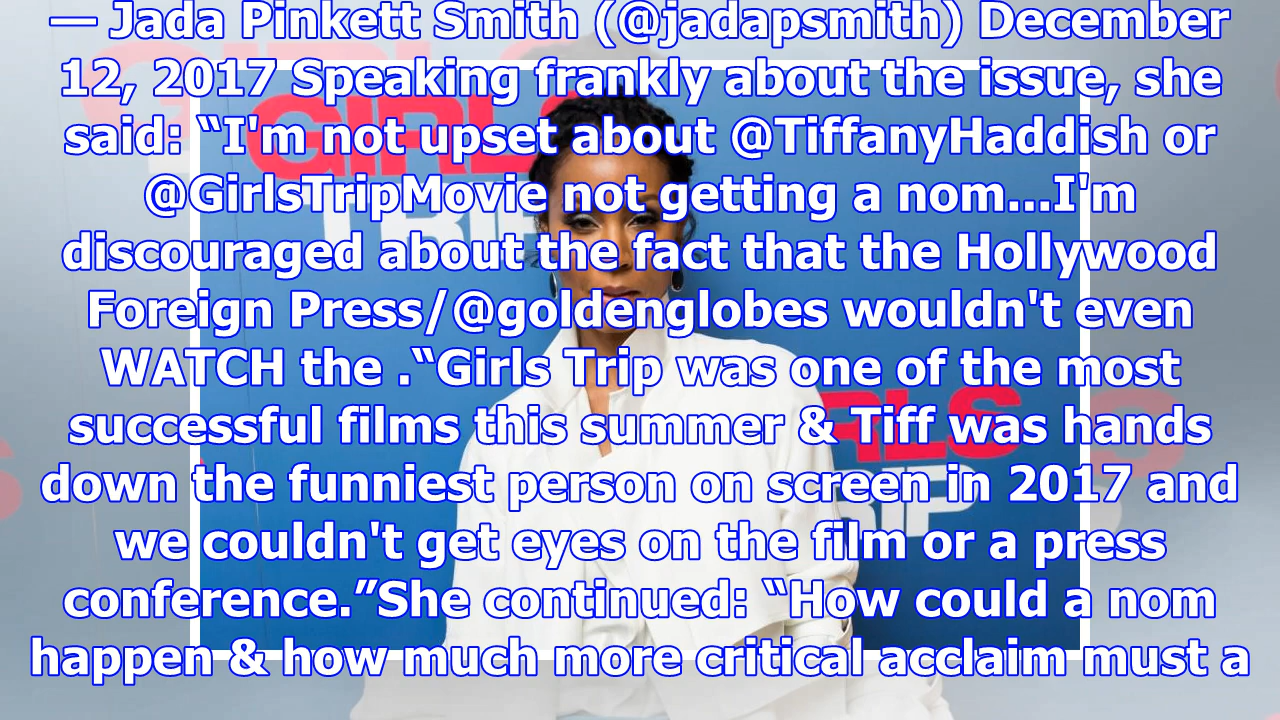 — Jada Pinkett Smith (@jadapsmith) December
12, 2017 Speaking frankly about the issue, she
said: “I'm not upset about @TiffanyHaddish or
@GirlsTripMovie not getting a nom...I'm
discouraged about the fact that the Hollywood
Foreign Press/@goldenglobes wouldn't even
WATCH the .“Girls Trip was one of the most
successful films this summer & Tiff was hands
down the funniest person on screen in 2017 and
we couldn't get eyes on the film or a press
conference.”She continued: “How could a nom
happen & how much more critical acclaim must a
GIRLS
TRIP